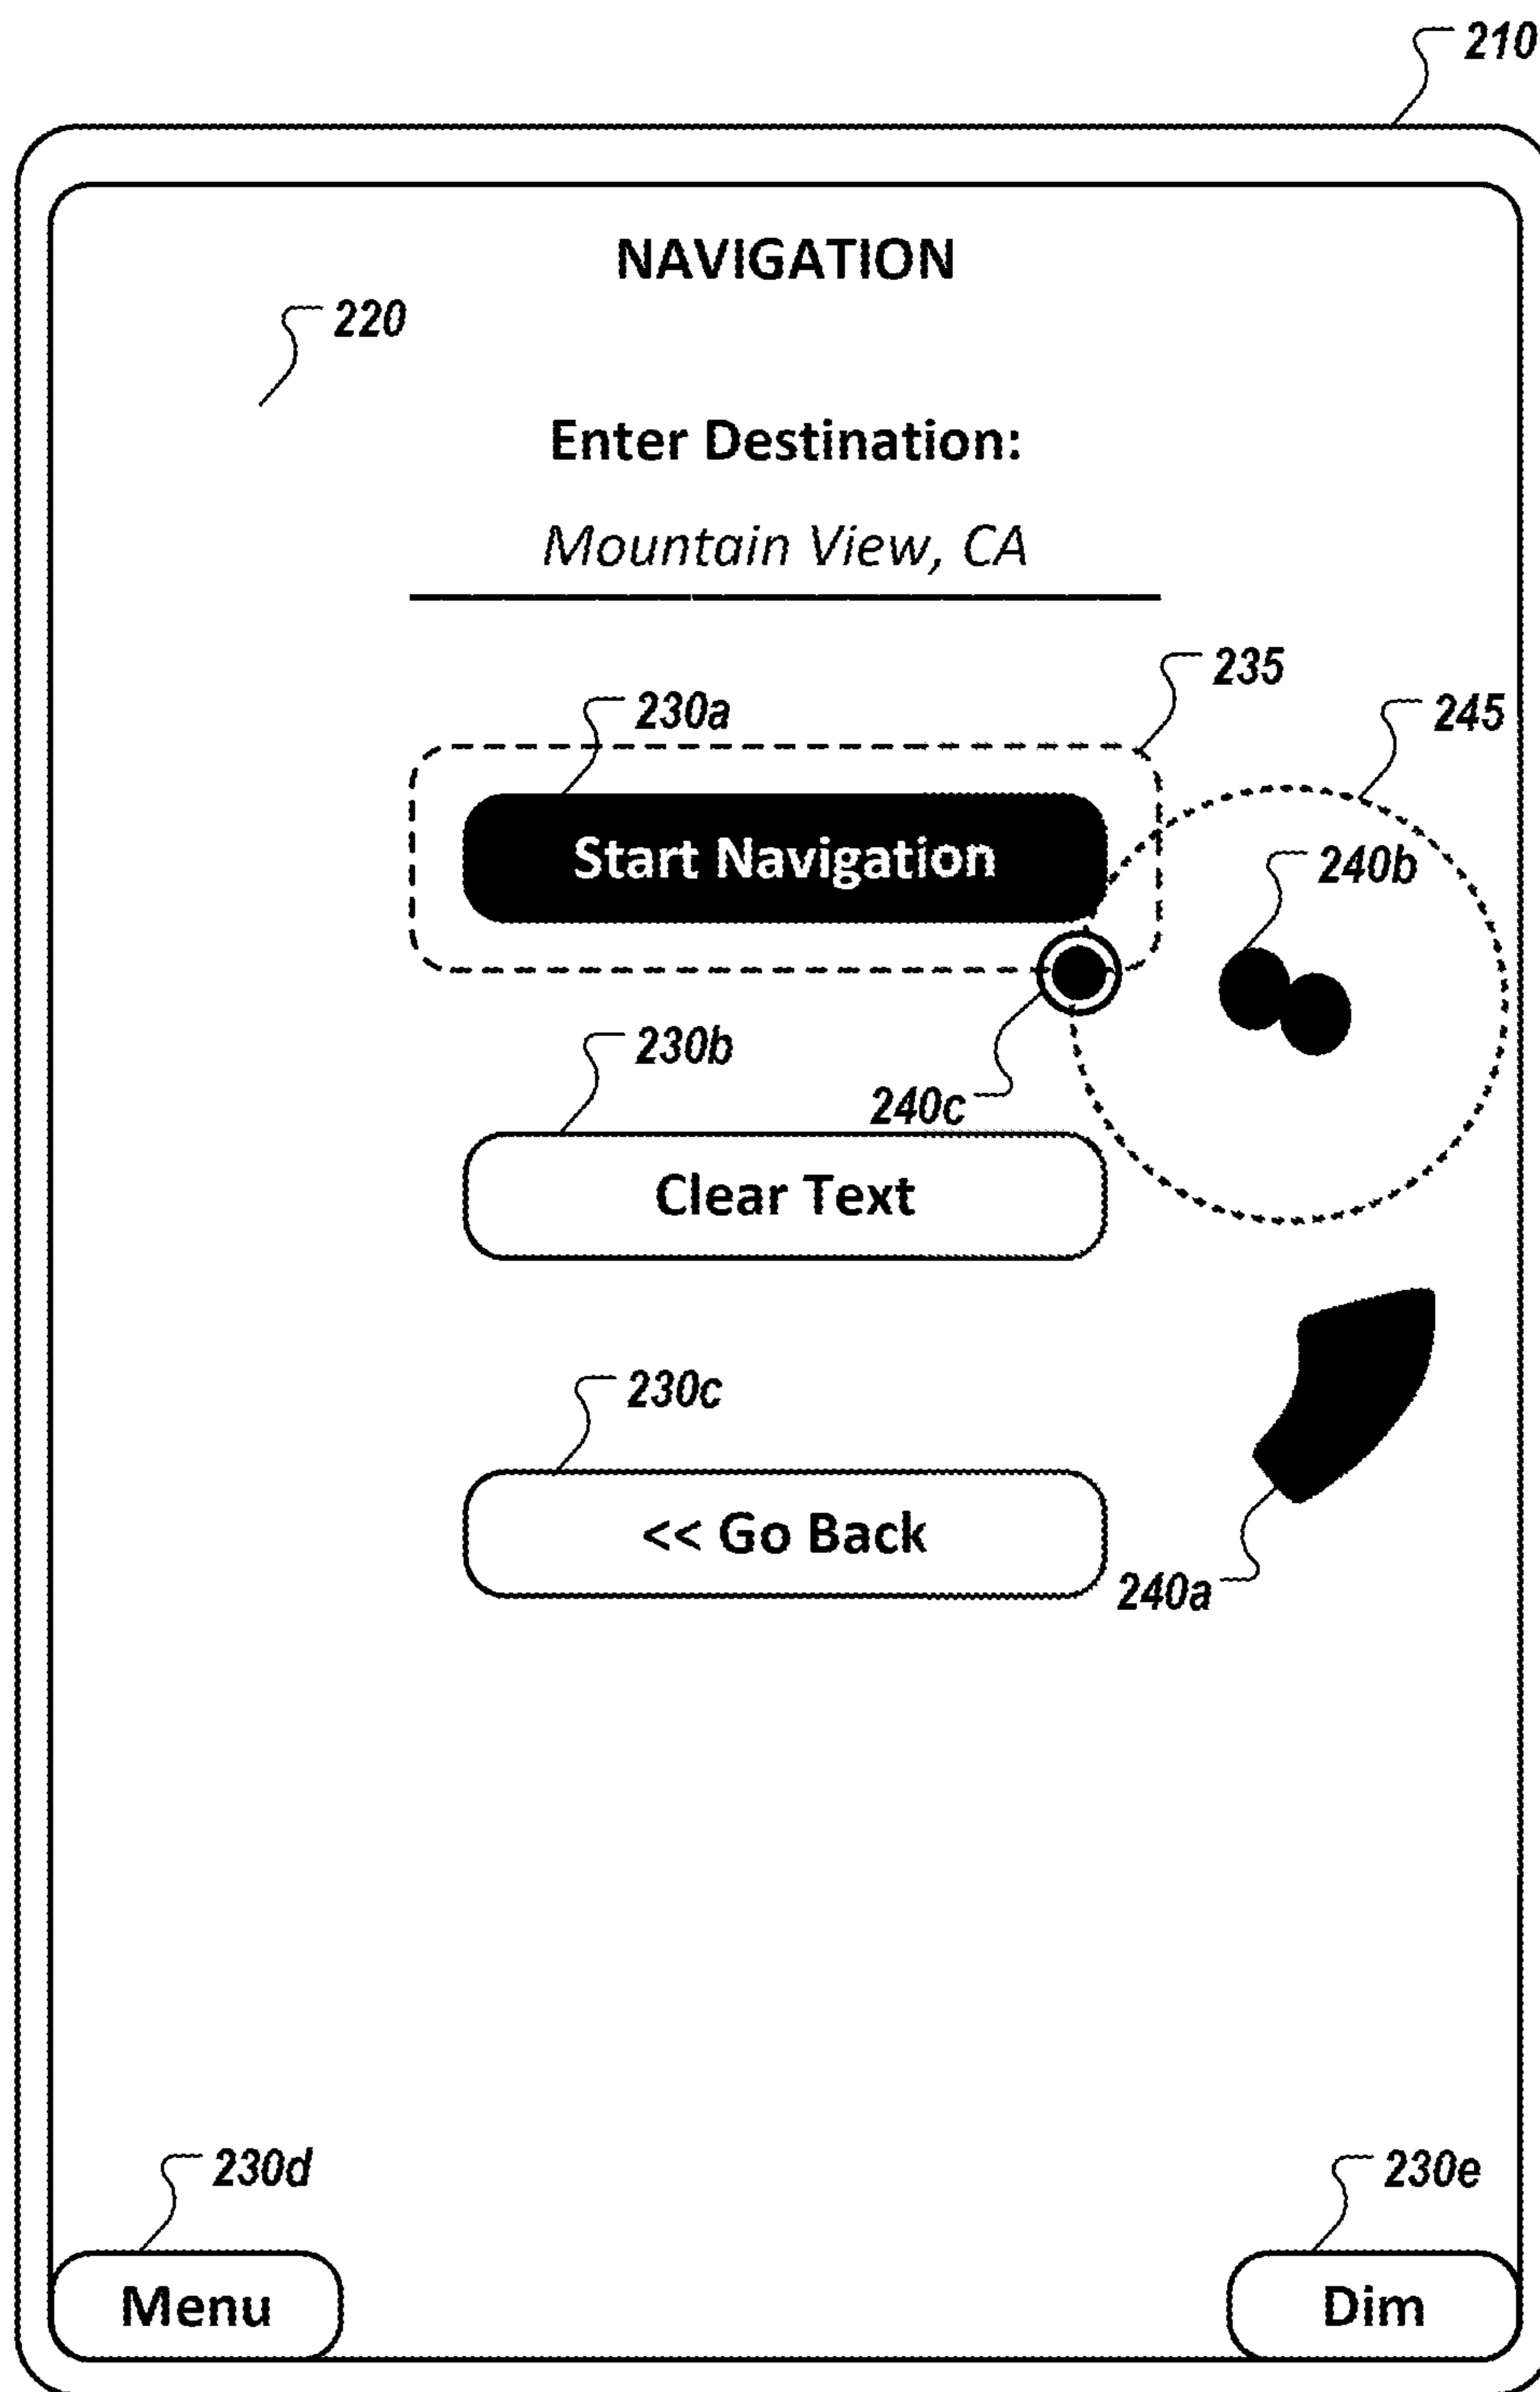 210
NAVIGATION
220
Enter Destination:
Mountain View, CA
235
230a
245
Start Navigation
240b
230b
240c
Clear Text
230c
<< Go Back
240a
230d
230e
Menu
Dim